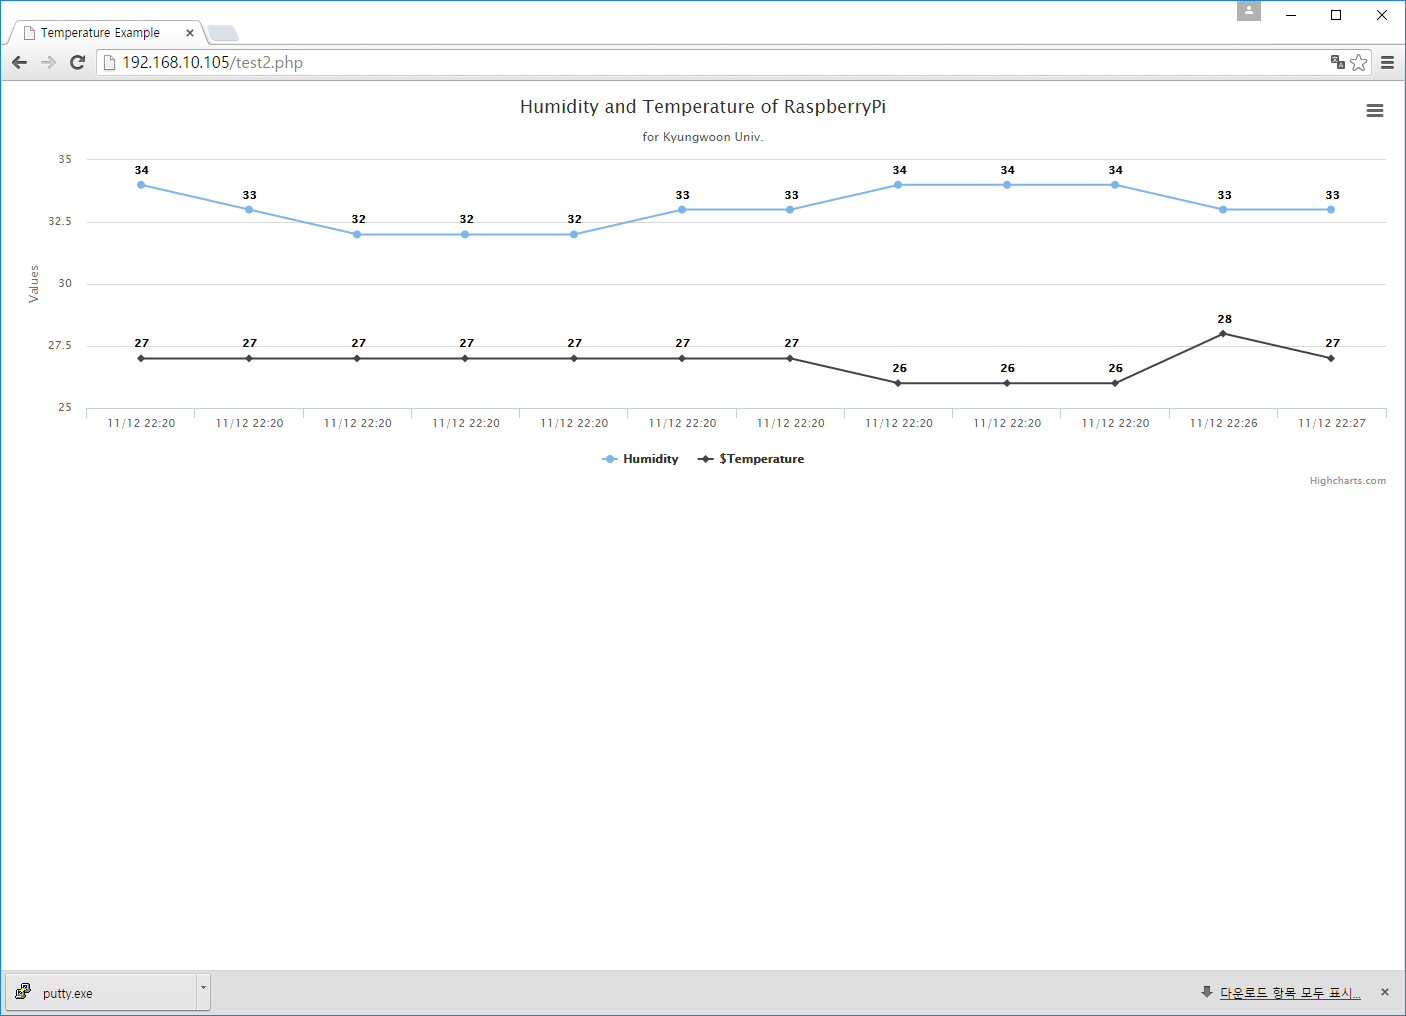 Temperature Example
192.168.10.105/test2.php
Humidity and Temperature of RaspberryPi
for Kyungwoon Univ.
Values
35
32.5
30
27.5
25
34 33 32 32 32 33 33 34 34 34 33 33
27 27 27 27 27 27 27 26 26 26 28 27
11/12 22:20 11/12 22:20 11/12 22:20 11/12 22:20 11/12 22:20 11/12 22:20 11/12 22:20 11/12 22:20 11/12 22:20 11/12 22:20 11/12 22:26 11/12 22:27
Humidity $Temperature
Highcharts.com
putty.exe
다운로드 항목 모두 표시...